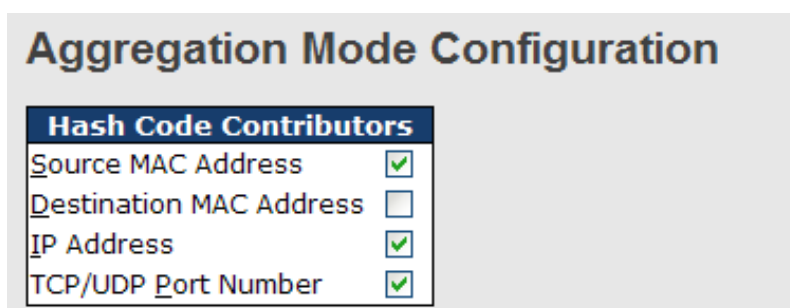 Aggregation Mode Configuration
Hash Code Contributors
Source MAC Address
Destination MAC Address
IP Address
TCP/UDP Port Number